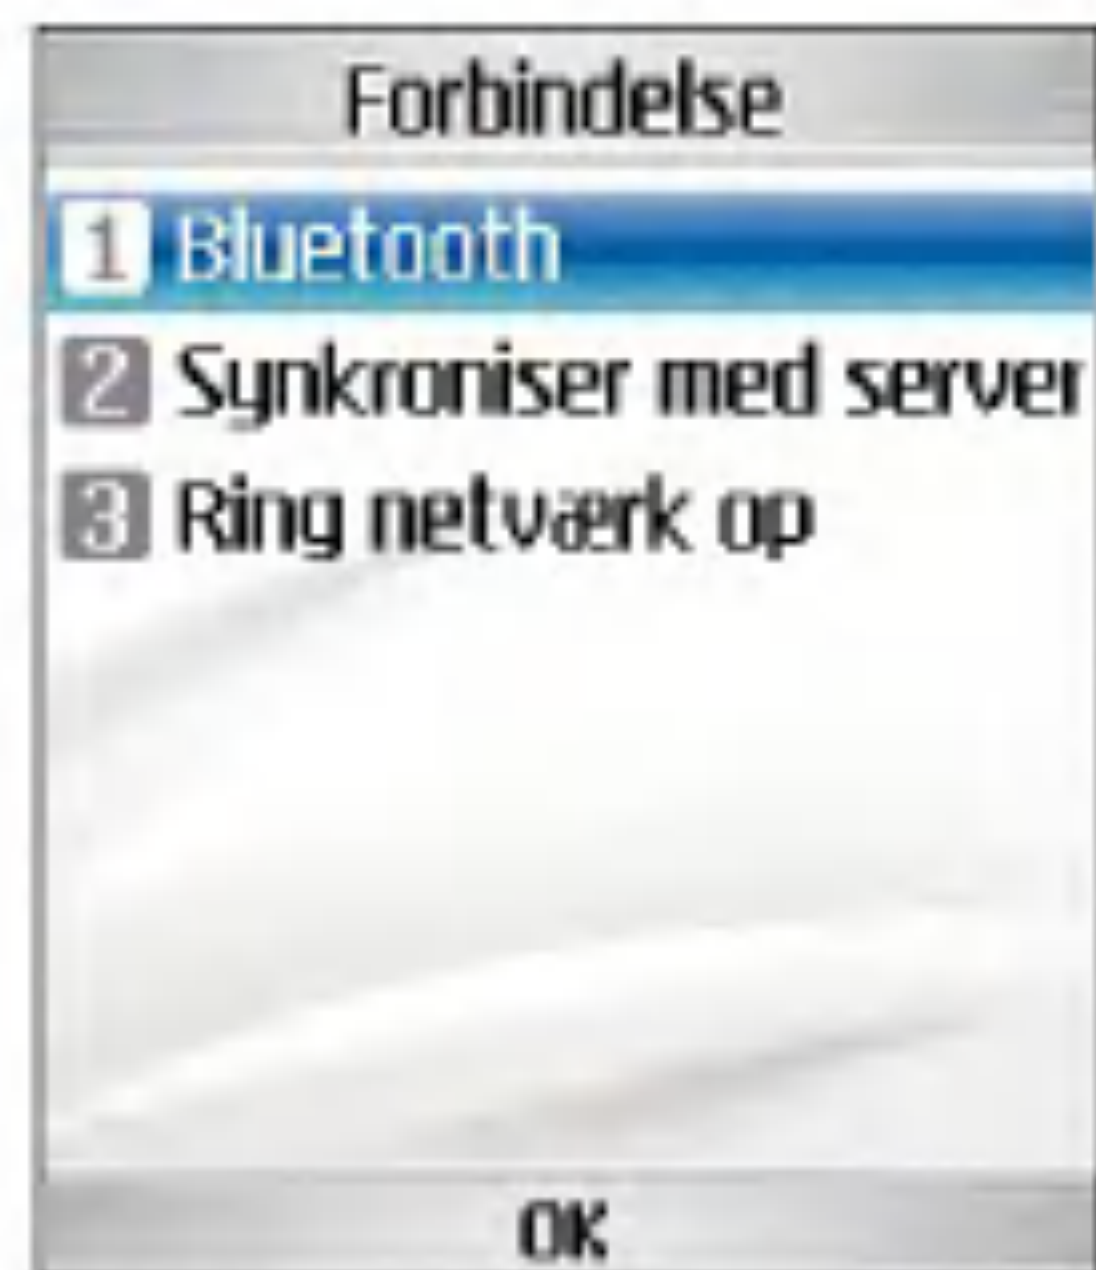 Forbindelse
1 Bluetooth
2 Synkroniser med server
3 Ring netværk op
OK